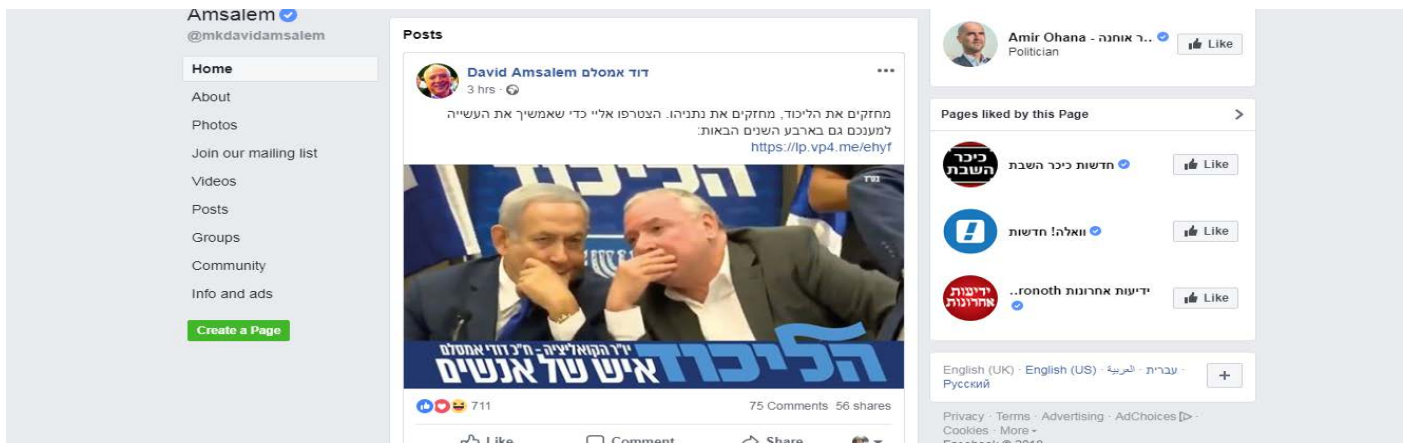 Amsalem
@mkdavidamsalem
Home
About
Photos
Join our mailing list
Videos
Posts
Groups
Community
Info and ads
Create a Page
Posts
David Amsalem דוד אמסלם
3 hrs
מחזקים את הליכוד, מחזקים את נתניהו. הצטרפו אליי כדי שאמשיך את העשייה
למענכם גם בארבע השנים הבאות:
https://lp.vp4.me/ehyf
הליכוד
יו"ר הקואליציה - ח"כ דודי אמסלם
הליכוד איש של אנשים
711
75 Comments 56 shares
Like Comment Share
Amir Ohana - ר אוחנה..
Politician
Like
Pages liked by this Page
כיכר
השבת
חדשות כיכר השבת
Like
וואלה! חדשות
Like
ידיעות
אחרונות
ידיעות אחרונות ronoth..
Like
English (UK) · English (US) · العربية · עברית ·
Русский
Privacy · Terms · Advertising · AdChoices ·
Cookies · More